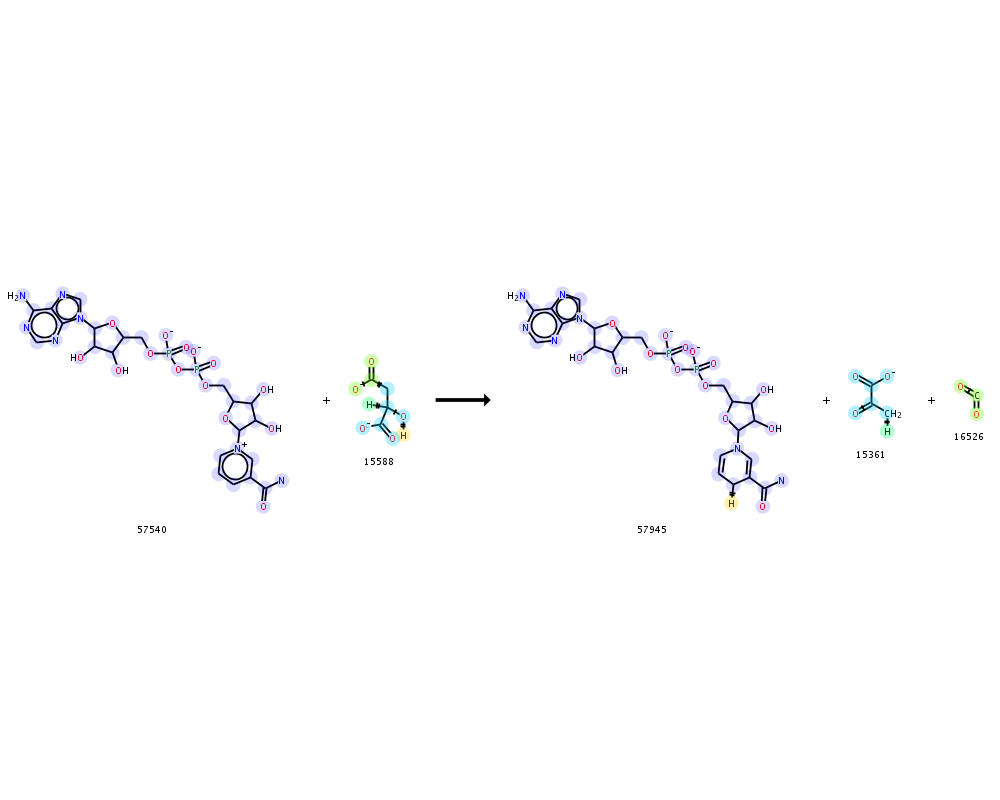 H₂N N N N N O HO OH O O⁻ P O O O⁻ P O O O OH OH N⁺ N O
+
O O⁻ H O⁻ O O H
15588
57540
H₂N N N N N O HO OH O O⁻ P O O O⁻ P O O O OH OH N N O H
57945
+
O O⁻ O CH₂ H
15361
+
O C O
16526